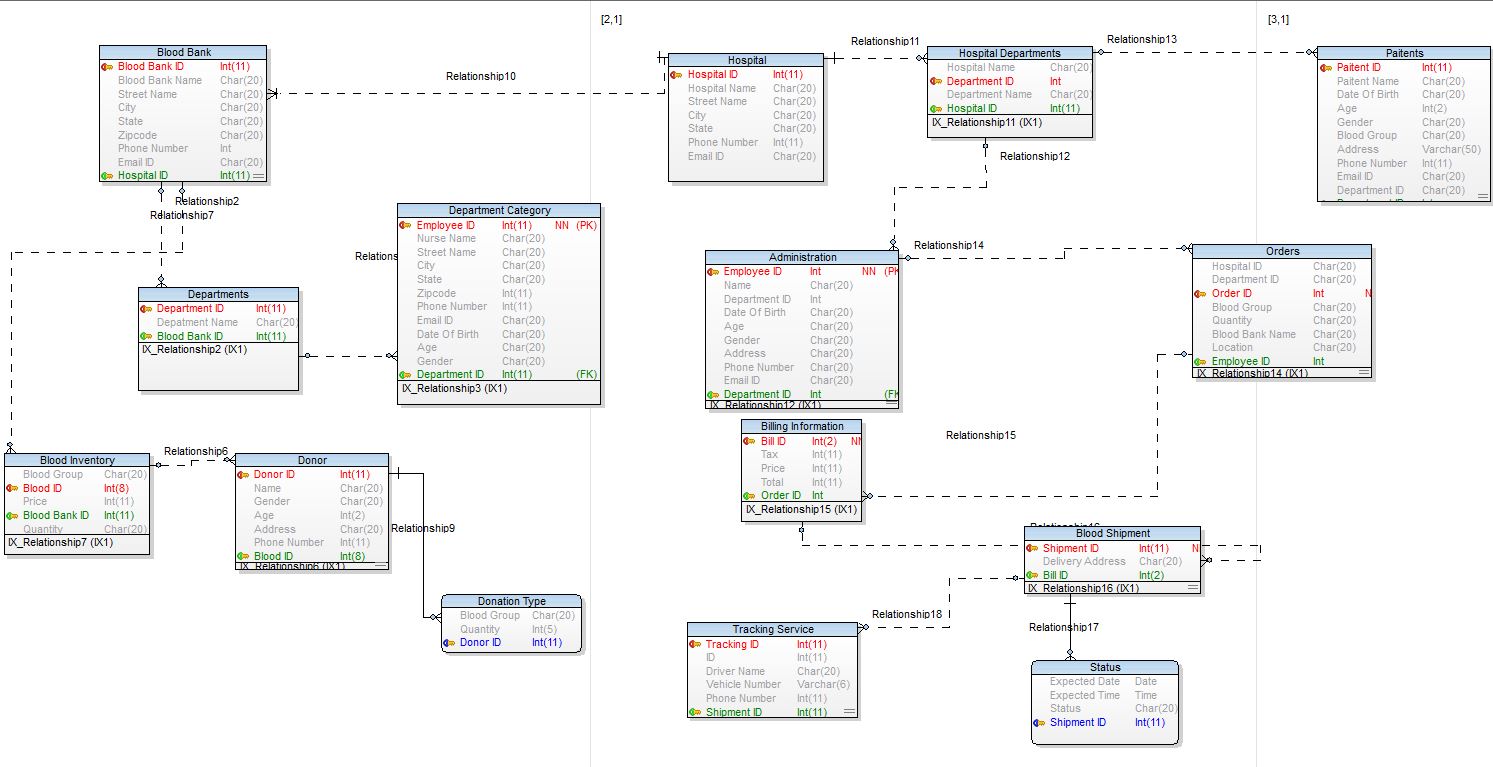 [2,1]
[3,1]
Blood Bank
Blood Bank ID Int(11)
Blood Bank Name Char(20)
Street Name Char(20)
City Char(20)
State Char(20)
Zipcode Char(20)
Phone Number Int
Email ID Char(20)
Hospital ID Int(11)
Relationship10
Hospital
Hospital ID Int(11)
Hospital Name Char(20)
Street Name Char(20)
City Char(20)
State Char(20)
Phone Number Int(11)
Email ID Char(20)
Relationship11
Hospital Departments
Hospital Name Char(20)
Department ID Int
Department Name Char(20)
Hospital ID Int(11)
IX_Relationship11 (IX1)
Relationship13
Paitents
Paitent ID Int(11)
Paitent Name Char(20)
Date Of Birth Char(20)
Age Int(2)
Gender Char(20)
Blood Group Char(20)
Address Varchar(50)
Phone Number Int(11)
Email ID Char(20)
Department ID Char(20)
Relationship12
Relationship2
Relationship7
Department Category
Employee ID Int(11) NN (PK)
Nurse Name Char(20)
Street Name Char(20)
City Char(20)
State Char(20)
Zipcode Int(11)
Phone Number Int(11)
Email ID Char(20)
Date Of Birth Char(20)
Age Char(20)
Gender Char(20)
Department ID Int(11) (FK)
IX_Relationship3 (IX1)
Relations
Departments
Department ID Int(11)
Depatment Name Char(20)
Blood Bank ID Int(11)
IX_Relationship2 (IX1)
Administration
Employee ID Int NN (PK
Name Char(20)
Department ID Int
Date Of Birth Char(20)
Age Char(20)
Gender Char(20)
Address Char(20)
Phone Number Char(20)
Email ID Char(20)
Department ID Int (FK
IX_Relationship12 (IX1)
Relationship14
Orders
Hospital ID Char(20)
Department ID Char(20)
Order ID Int N
Blood Group Char(20)
Quantity Char(20)
Blood Bank Name Char(20)
Location Char(20)
Employee ID Int
IX_Relationship14 (IX1)
Billing Information
Bill ID Int(2) NN
Tax Int(11)
Price Int(11)
Total Int(11)
Order ID Int
IX_Relationship15 (IX1)
Relationship15
Blood Inventory
Blood Group Char(20)
Blood ID Int(8)
Price Int(11)
Blood Bank ID Int(11)
Quantity Char(20)
IX_Relationship7 (IX1)
Relationship6
Donor
Donor ID Int(11)
Name Char(20)
Gender Char(20)
Age Int(2)
Address Char(20)
Phone Number Int(11)
Blood ID Int(8)
IX_Relationship6 (IX1)
Relationship9
Donation Type
Blood Group Char(20)
Quantity Int(5)
Donor ID Int(11)
Relationship16
Blood Shipment
Shipment ID Int(11) N
Delivery Address Char(20)
Bill ID Int(2)
IX_Relationship16 (IX1)
Relationship18
Relationship17
Tracking Service
Tracking ID Int(11)
ID Int(11)
Driver Name Char(20)
Vehicle Number Varchar(6)
Phone Number Int(11)
Shipment ID Int(11)
Status
Expected Date Date
Expected Time Time
Status Char(20)
Shipment ID Int(11)